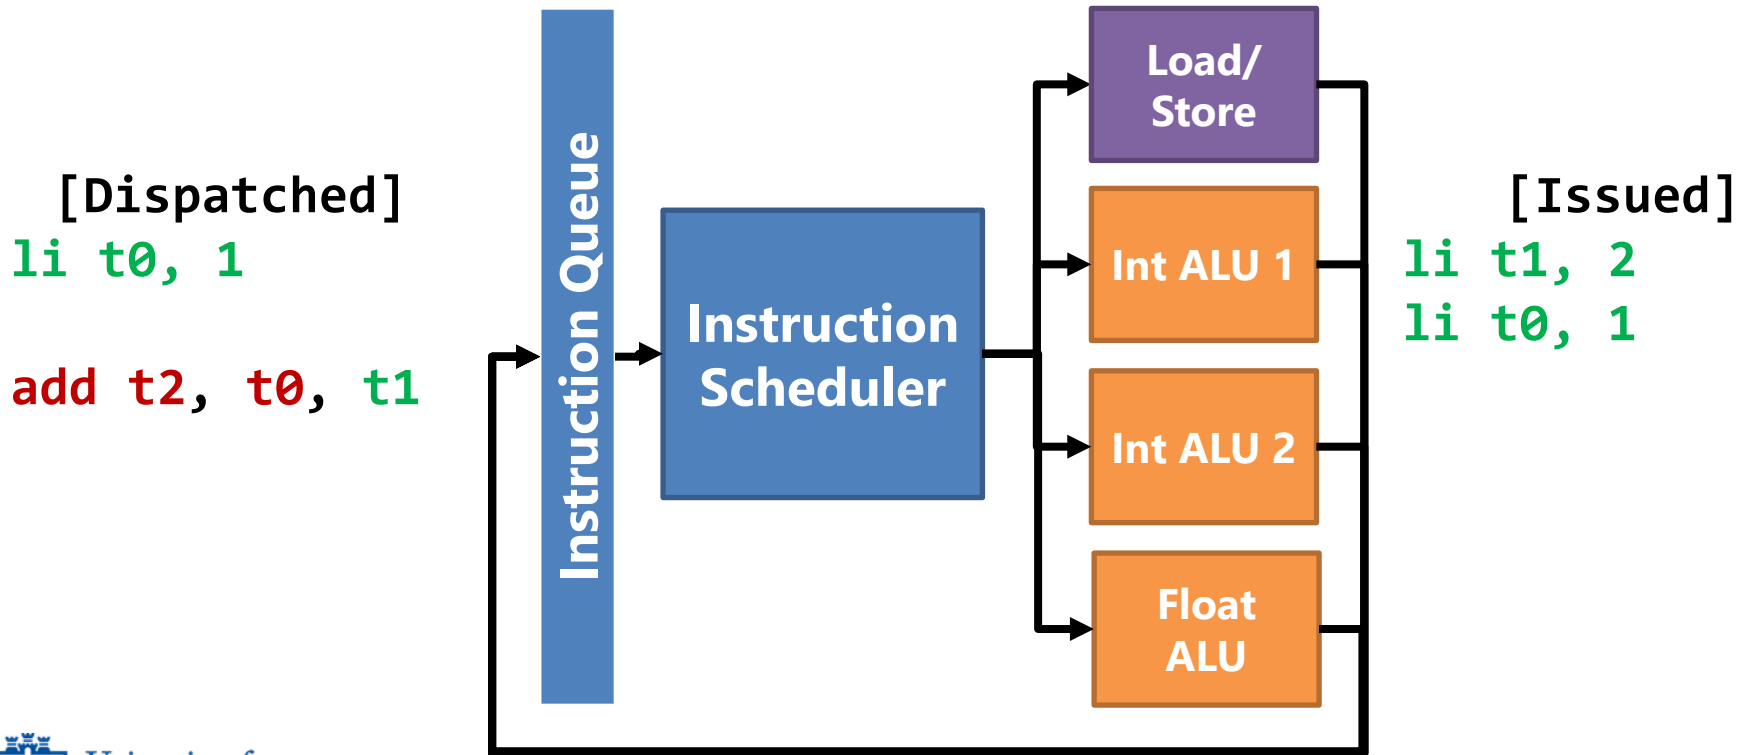 [Dispatched]
li t0, 1
add t2, t0, t1
Instruction Queue
Instruction
Scheduler
Load/
Store
Int ALU 1
Int ALU 2
Float
ALU
[Issued]
li t1, 2
li t0, 1